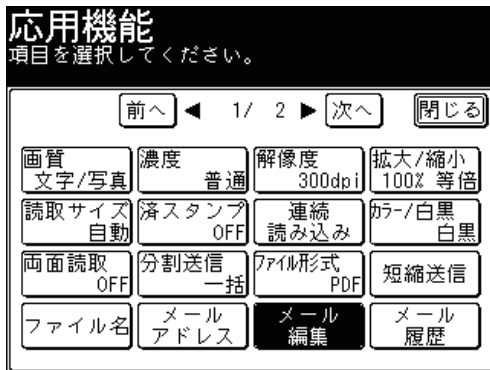 応用機能
項目を選択してください。
前へ ◀ 1/ 2 ▶ 次へ 閉じる
画質 濃度 解像度 拡大/縮小
文字/写真 普通 300dpi 100% 等倍
読取サイズ 済スタンプ 連続 カラー/白黒
自動 OFF 読み込み 白黒
両面読取 分割送信 ファイル形式 短縮送信
OFF 一括 PDF
ファイル名 メール メール メール
アドレス 編集 履歴